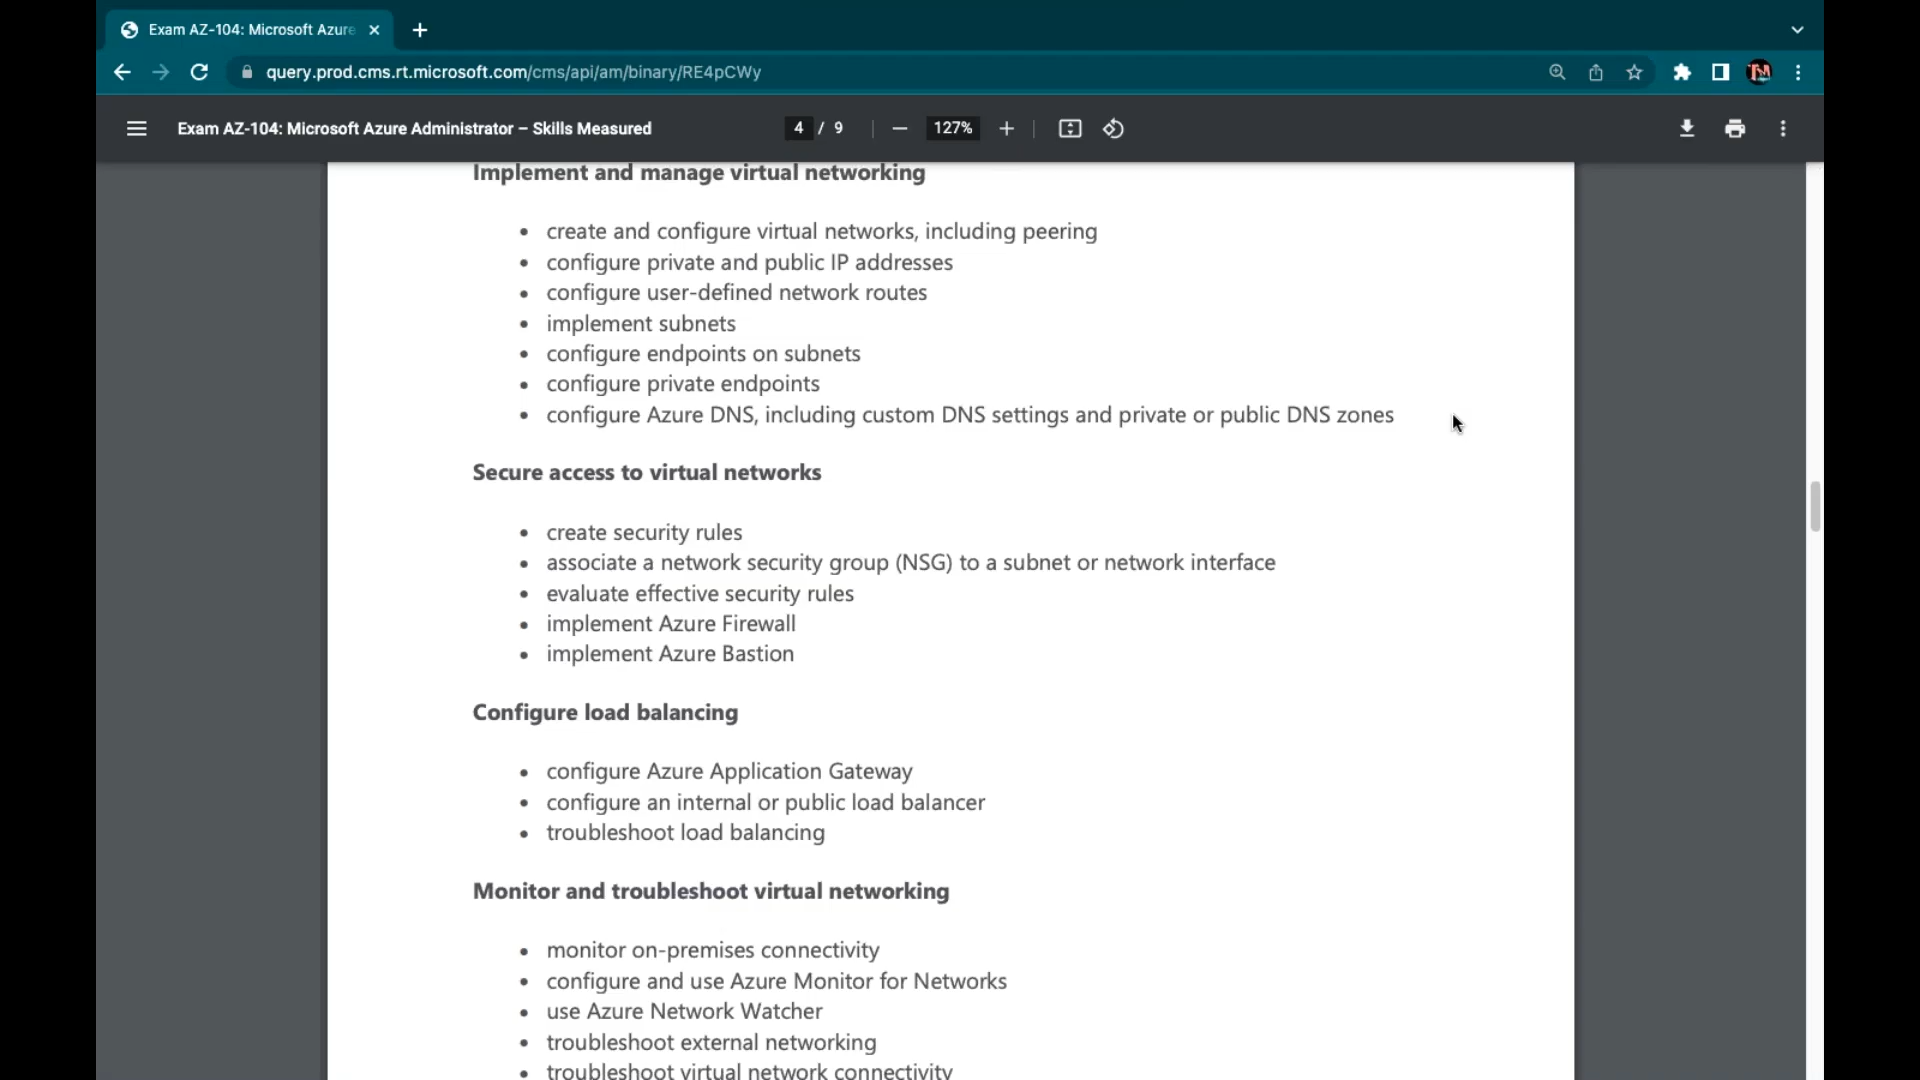 Exam AZ-104: Microsoft Azure
query.prod.cms.rt.microsoft.com/cms/api/am/binary/RE4pCWy
Exam AZ-104: Microsoft Azure Administrator – Skills Measured
4 / 9
127%
Implement and manage virtual networking
• create and configure virtual networks, including peering
• configure private and public IP addresses
• configure user-defined network routes
• implement subnets
• configure endpoints on subnets
• configure private endpoints
• configure Azure DNS, including custom DNS settings and private or public DNS zones
Secure access to virtual networks
• create security rules
• associate a network security group (NSG) to a subnet or network interface
• evaluate effective security rules
• implement Azure Firewall
• implement Azure Bastion
Configure load balancing
• configure Azure Application Gateway
• configure an internal or public load balancer
• troubleshoot load balancing
Monitor and troubleshoot virtual networking
• monitor on-premises connectivity
• configure and use Azure Monitor for Networks
• use Azure Network Watcher
• troubleshoot external networking
• troubleshoot virtual network connectivity